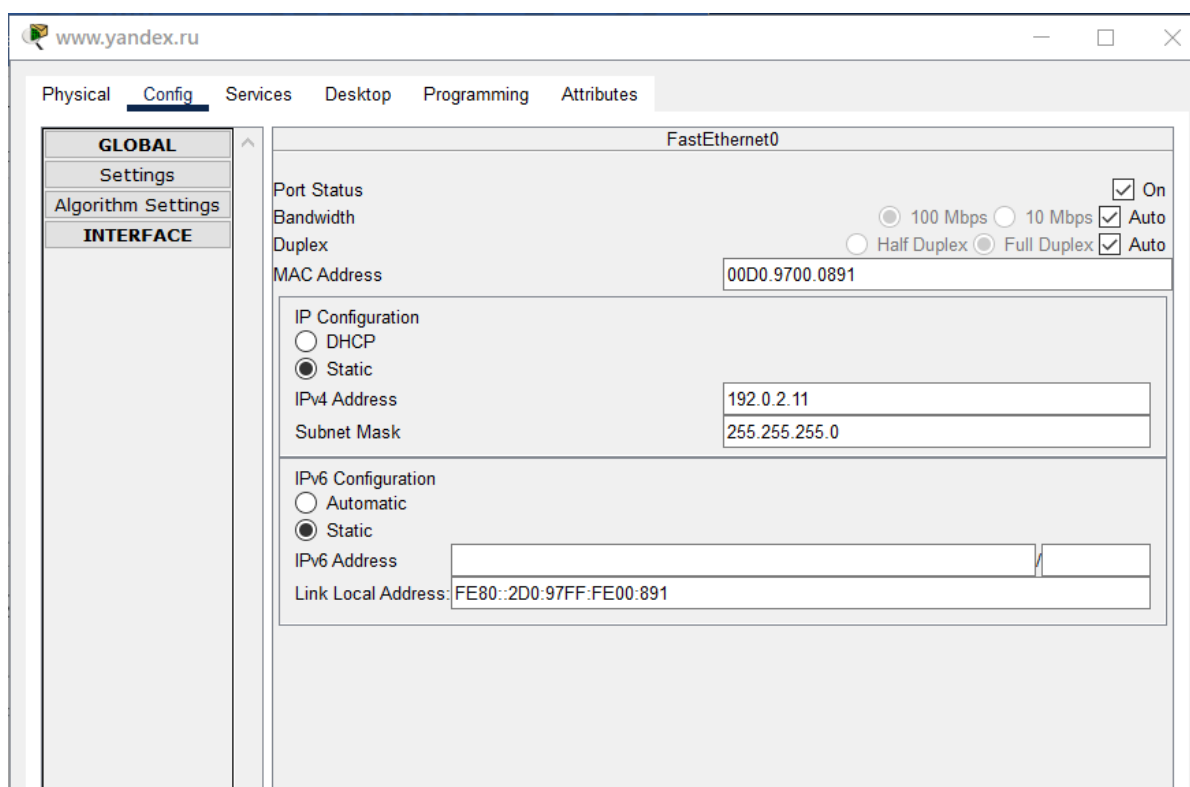 www.yandex.ru
Physical Config Services Desktop Programming Attributes
GLOBAL
Settings
Algorithm Settings
INTERFACE
FastEthernet0
Port Status On
Bandwidth 100 Mbps 10 Mbps Auto
Duplex Half Duplex Full Duplex Auto
MAC Address 00D0.9700.0891
IP Configuration
DHCP
Static
IPv4 Address 192.0.2.11
Subnet Mask 255.255.255.0
IPv6 Configuration
Automatic
Static
IPv6 Address /
Link Local Address: FE80::2D0:97FF:FE00:891